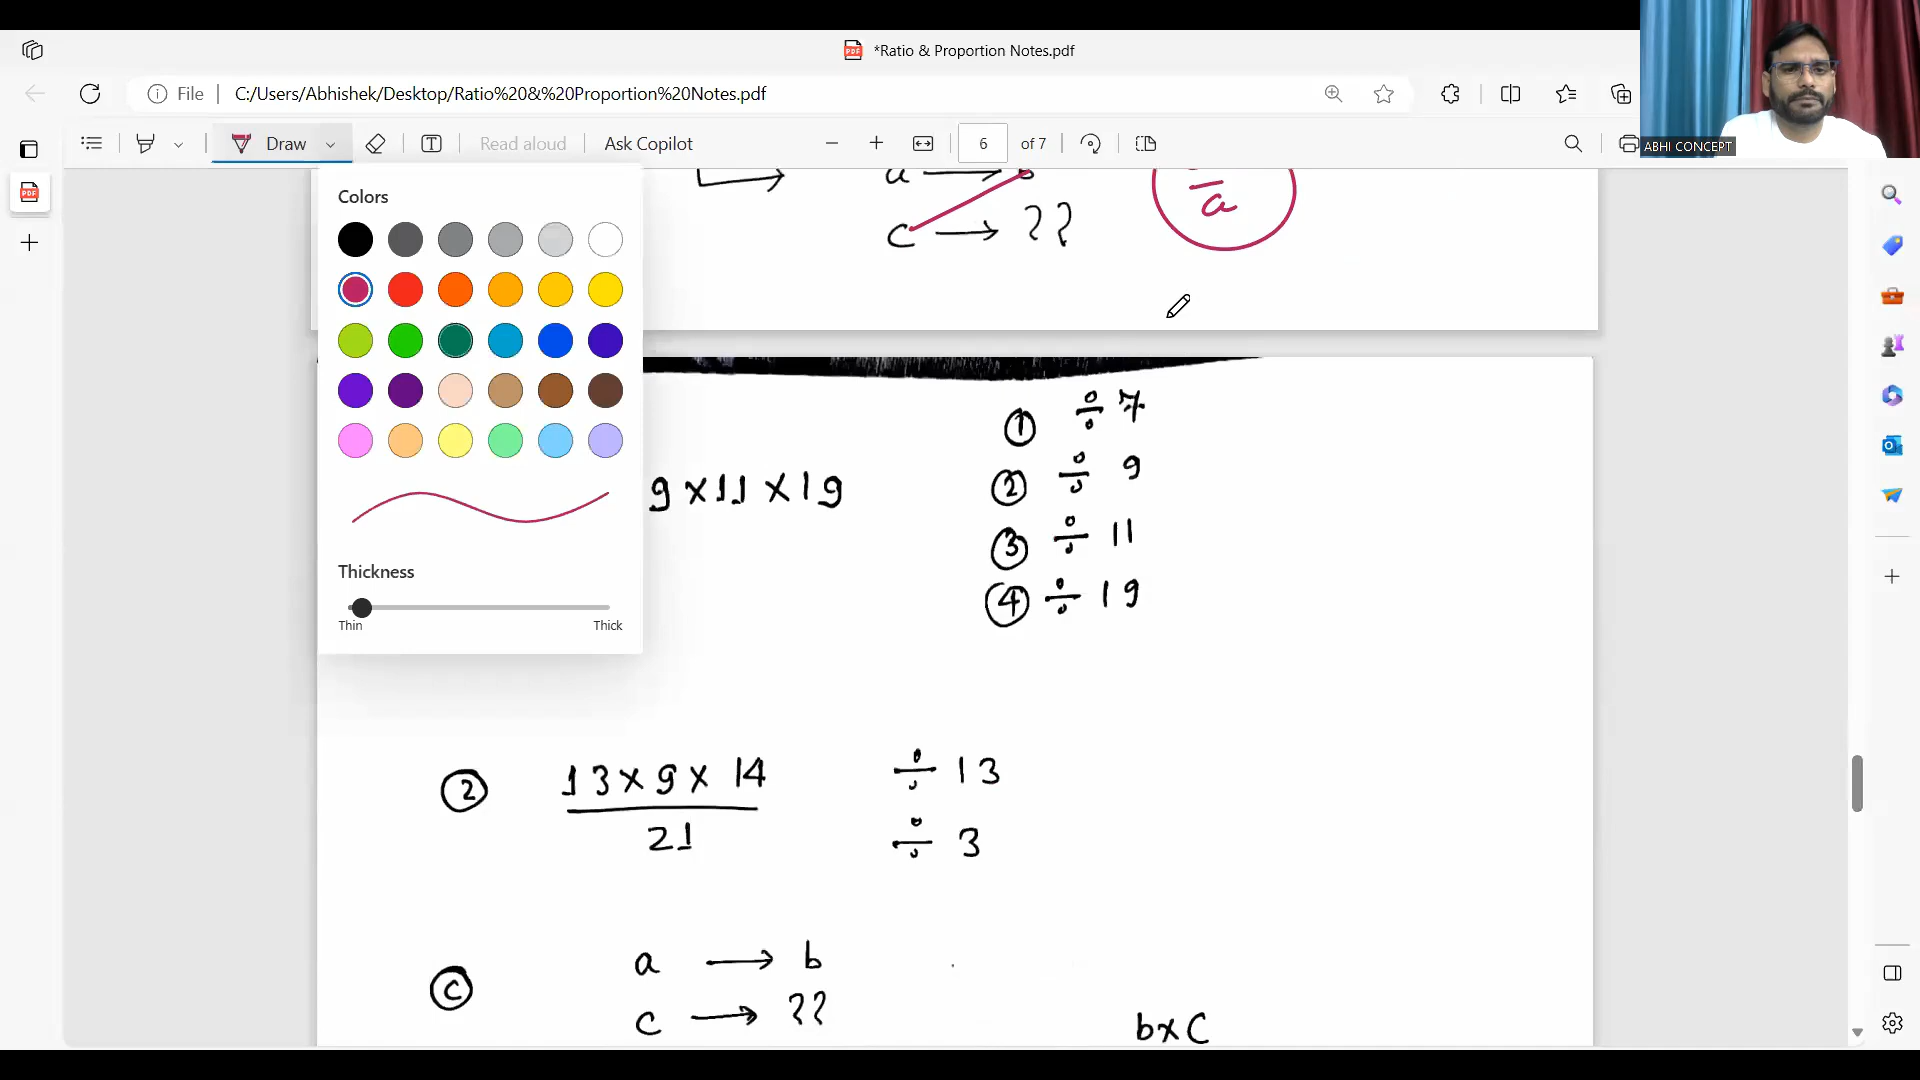 *Ratio & Proportion Notes.pdf
File
C:/Users/Abhishek/Desktop/Ratio%20&%20Proportion%20Notes.pdf
Draw
Read aloud
Ask Copilot
6 of 7
ABHI CONCEPT
Colors
Thickness
Thin
Thick
a
c → ??
a
① ÷ 7
② ÷ 9
9 × 11 × 19
③ ÷ 11
④ ÷ 19
② 13 × 9 × 14 ÷ 13
21 ÷ 3
a → b
ⓒ
c → ??
b×c